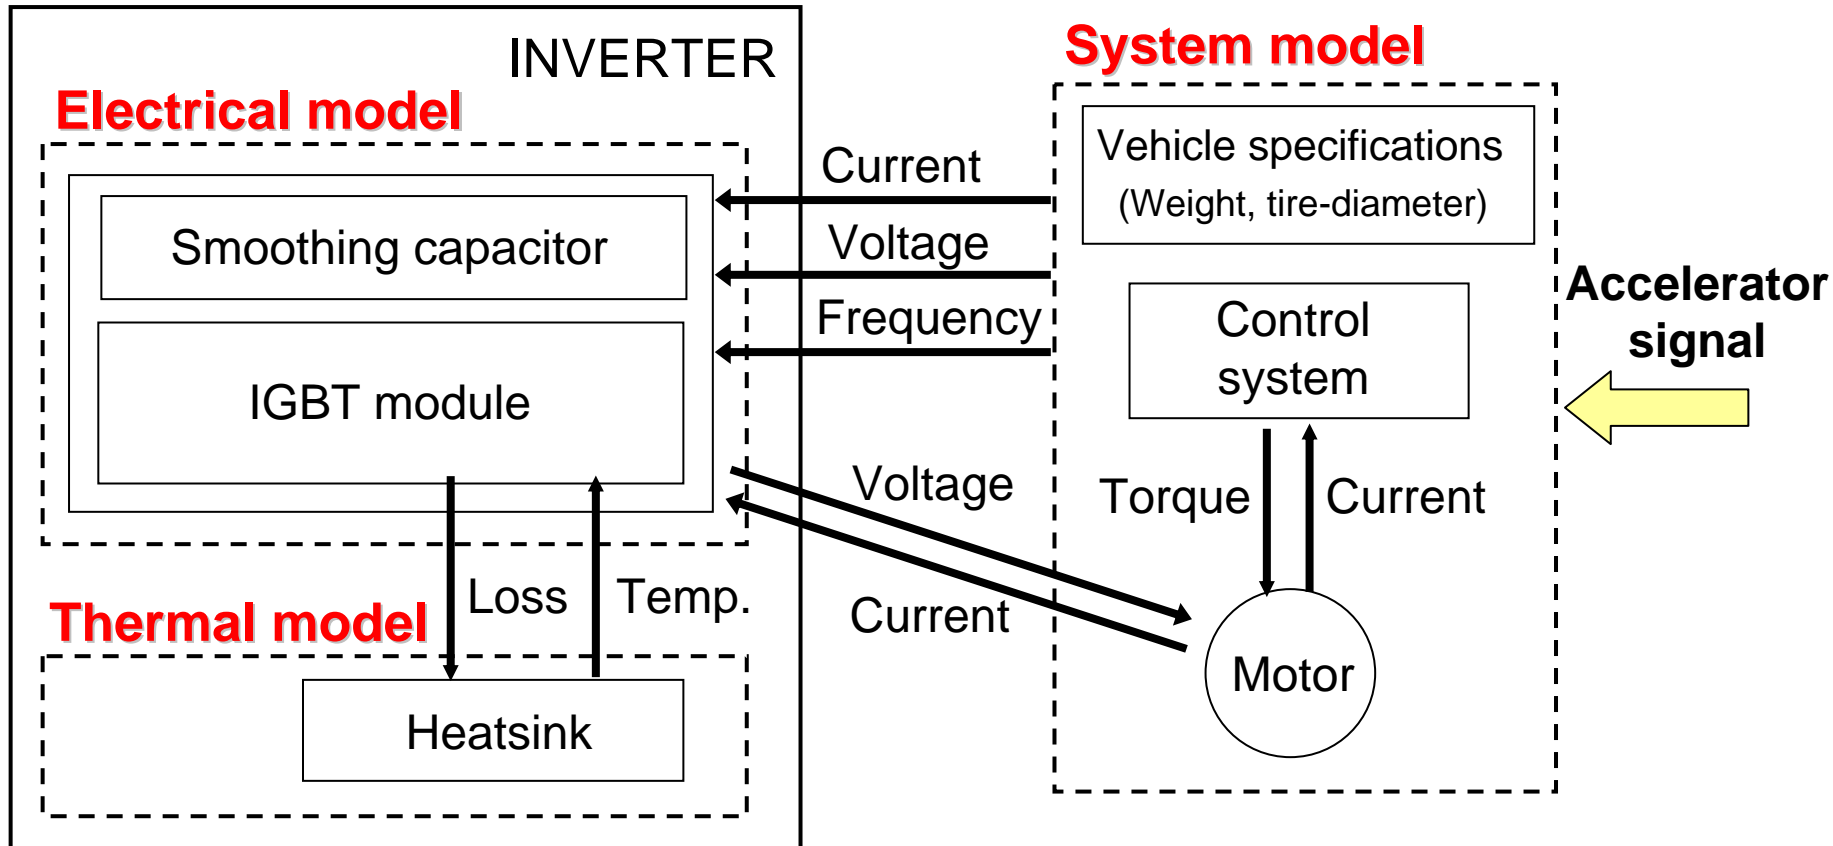 INVERTER
Electrical model
Smoothing capacitor
IGBT module
Loss
Temp.
Thermal model
Heatsink
Current
Voltage
Frequency
Voltage
Current
System model
Vehicle specifications
(Weight, tire-diameter)
Control
system
Torque
Current
Motor
Accelerator
signal